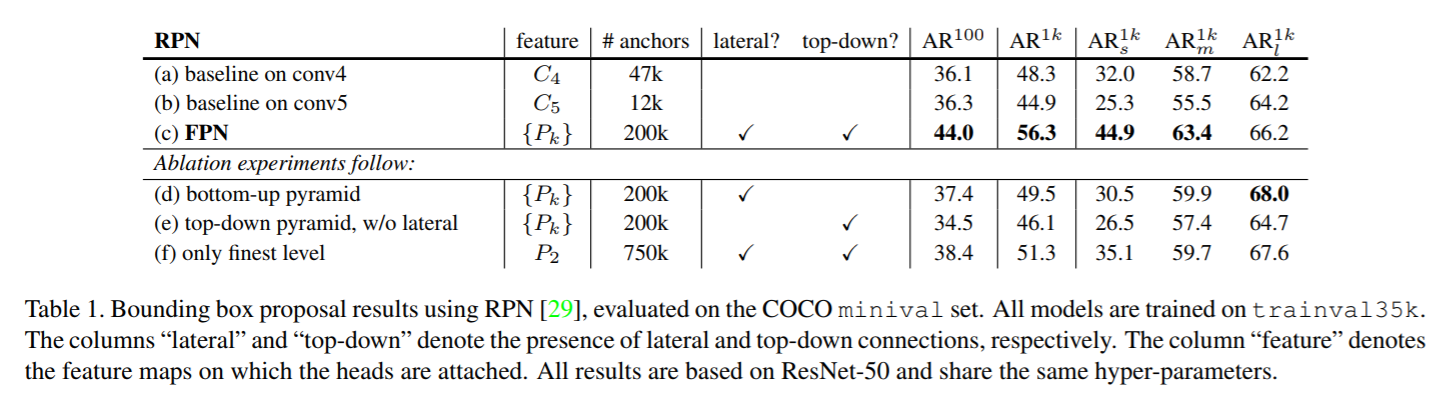 RPN feature # anchors lateral? top-down? AR^100 AR^1k AR_s^1k AR_m^1k AR_l^1k
(a) baseline on conv4 C_4 47k 36.1 48.3 32.0 58.7 62.2
(b) baseline on conv5 C_5 12k 36.3 44.9 25.3 55.5 64.2
(c) FPN {P_k} 200k ✓ ✓ 44.0 56.3 44.9 63.4 66.2
Ablation experiments follow:
(d) bottom-up pyramid {P_k} 200k ✓ 37.4 49.5 30.5 59.9 68.0
(e) top-down pyramid, w/o lateral {P_k} 200k ✓ 34.5 46.1 26.5 57.4 64.7
(f) only finest level P_2 750k ✓ ✓ 38.4 51.3 35.1 59.7 67.6
Table 1. Bounding box proposal results using RPN [29], evaluated on the COCO minival set. All models are trained on trainval35k.
The columns “lateral” and “top-down” denote the presence of lateral and top-down connections, respectively. The column “feature” denotes
the feature maps on which the heads are attached. All results are based on ResNet-50 and share the same hyper-parameters.